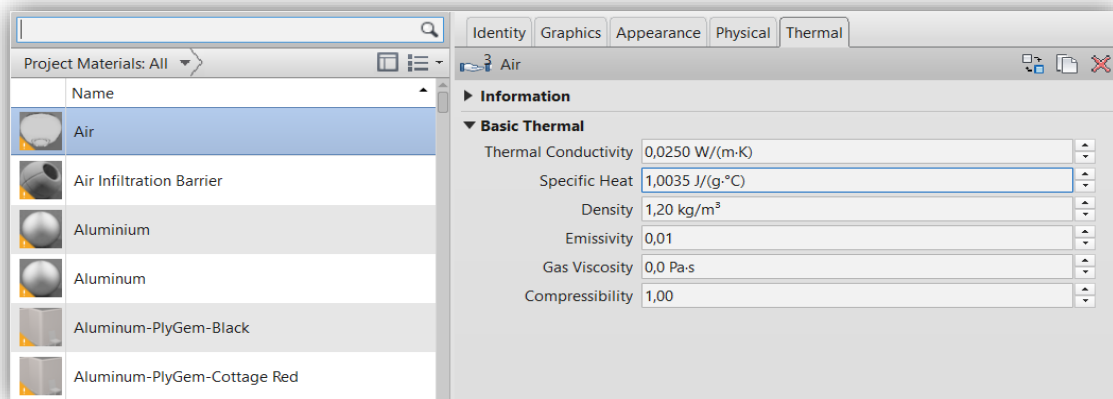 Project Materials: All
Name
Air
Air Infiltration Barrier
Aluminium
Aluminum
Aluminum-PlyGem-Black
Aluminum-PlyGem-Cottage Red
Identity Graphics Appearance Physical Thermal
3 Air
Information
Basic Thermal
Thermal Conductivity 0,0250 W/(m·K)
Specific Heat 1,0035 J/(g·°C)
Density 1,20 kg/m³
Emissivity 0,01
Gas Viscosity 0,0 Pa·s
Compressibility 1,00